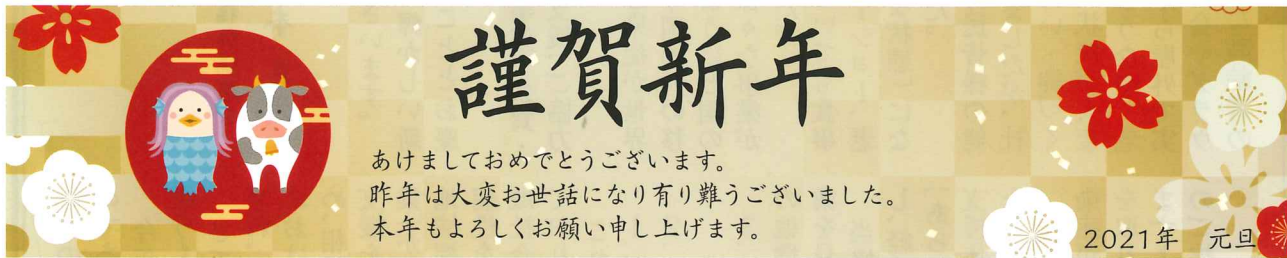 謹賀新年
あけましておめでとうございます。
昨年は大変お世話になり有り難うございました。
本年もよろしくお願い申し上げます。
2021年　元旦